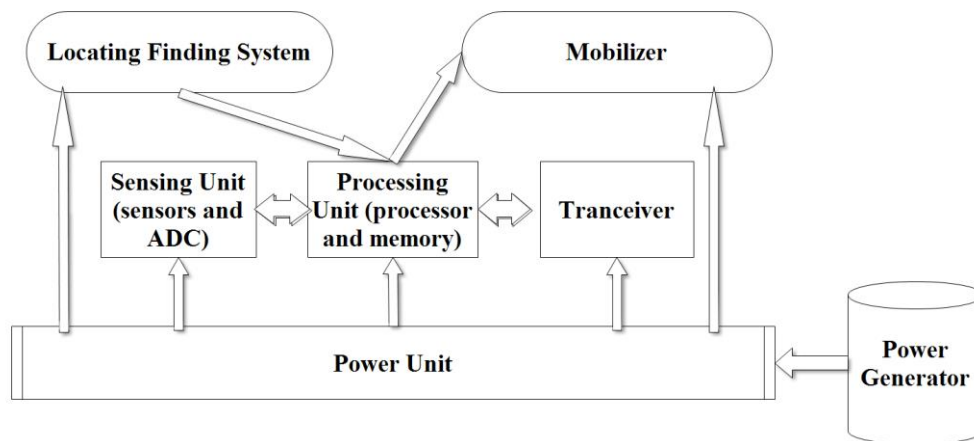 Locating Finding System
Mobilizer
Sensing Unit
(sensors and
ADC)
Processing
Unit (processor
and memory)
Tranceiver
Power Unit
Power
Generator